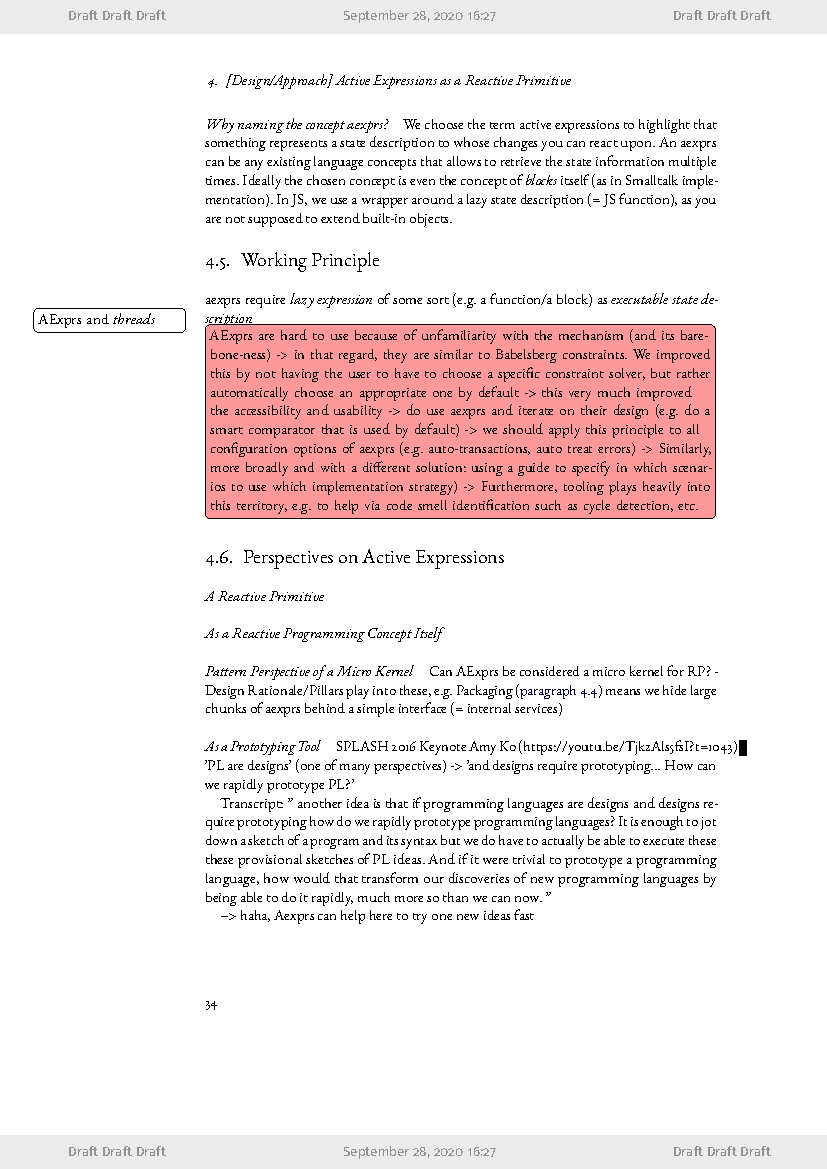 Draft Draft Draft September 28, 2020 16:27 Draft Draft Draft
4. [Design/Approach] Active Expressions as a Reactive Primitive
Why naming the concept aexprs? We choose the term active expressions to highlight that
something represents a state description to whose changes you can react upon. An aexprs
can be any existing language concepts that allows to retrieve the state information multiple
times. Ideally the chosen concept is even the concept of blocks itself (as in Smalltalk imple-
mentation). In JS, we use a wrapper around a lazy state description (= JS function), as you
are not supposed to extend built-in objects.
4.5. Working Principle
aexprs require lazy expression of some sort (e.g. a function/a block) as executable state de-
scription
AExprs and threads
AExprs are hard to use because of unfamiliarity with the mechanism (and its bare-
bone-ness) -> in that regard, they are similar to Babelsberg constraints. We improved
this by not having the user to have to choose a specific constraint solver, but rather
automatically choose an appropriate one by default -> this very much improved
the accessibility and usability -> do use aexprs and iterate on their design (e.g. do a
smart comparator that is used by default) -> we should apply this principle to all
configuration options of aexprs (e.g. auto-transactions, auto treat errors) -> Similarly,
more broadly and with a different solution: using a guide to specify in which scenar-
ios to use which implementation strategy) -> Furthermore, tooling plays heavily into
this territory, e.g. to help via code smell identification such as cycle detection, etc.
4.6. Perspectives on Active Expressions
A Reactive Primitive
As a Reactive Programming Concept Itself
Pattern Perspective of a Micro Kernel Can AExprs be considered a micro kernel for RP? -
Design Rationale/Pillars play into these, e.g. Packaging (paragraph 4.4) means we hide large
chunks of aexprs behind a simple interface (= internal services)
As a Prototyping Tool SPLASH 2016 Keynote Amy Ko (https://youtu.be/TjkzAls5fsI?t=1043)
'PL are designs' (one of many perspectives) -> 'and designs require prototyping... How can
we rapidly prototype PL?'
Transcript: ” another idea is that if programming languages are designs and designs re-
quire prototyping how do we rapidly prototype programming languages? It is enough to jot
down a sketch of a program and its syntax but we do have to actually be able to execute these
these provisional sketches of PL ideas. And if it were trivial to prototype a programming
language, how would that transform our discoveries of new programming languages by
being able to do it rapidly, much more so than we can now. ”
–> haha, Aexprs can help here to try one new ideas fast
34
Draft Draft Draft September 28, 2020 16:27 Draft Draft Draft